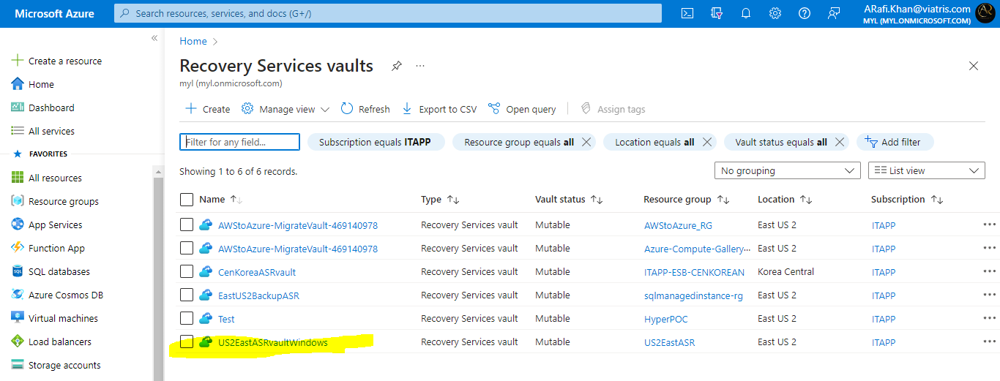 Microsoft Azure
Search resources, services, and docs (G+/)
ARafi.Khan@viatris.com
MYL (MYL.ONMICROSOFT.COM)
Create a resource
Home
Dashboard
All services
FAVORITES
All resources
Resource groups
App Services
Function App
SQL databases
Azure Cosmos DB
Virtual machines
Load balancers
Storage accounts
Home
Recovery Services vaults
myl (myl.onmicrosoft.com)
Create Manage view Refresh Export to CSV Open query Assign tags
Filter for any field... Subscription equals ITAPP Resource group equals all Location equals all Vault status equals all Add filter
Showing 1 to 6 of 6 records. No grouping List view
Name Type Vault status Resource group Location Subscription
AWStoAzure-MigrateVault-469140978 Recovery Services vault Mutable AWStoAzure_RG East US 2 ITAPP
AWStoAzure-MigrateVault-469140978 Recovery Services vault Mutable Azure-Compute-Gallery... East US 2 ITAPP
CenKoreaASRvault Recovery Services vault Mutable ITAPP-ESB-CENKOREAN Korea Central ITAPP
EastUS2BackupASR Recovery Services vault Mutable sqlmanagedinstance-rg East US 2 ITAPP
Test Recovery Services vault Mutable HyperPOC East US 2 ITAPP
US2EastASRvaultWindows Recovery Services vault Mutable US2EastASR East US 2 ITAPP